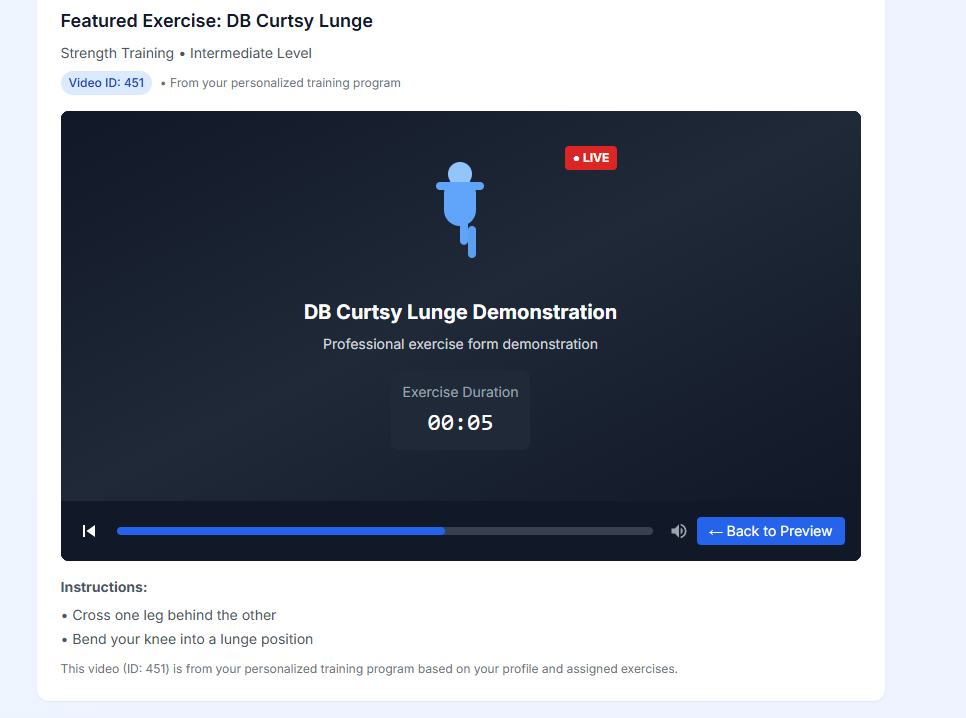 Featured Exercise: DB Curtsy Lunge
Strength Training • Intermediate Level
Video ID: 451 • From your personalized training program
● LIVE
DB Curtsy Lunge Demonstration
Professional exercise form demonstration
Exercise Duration
00:05
← Back to Preview
Instructions:
• Cross one leg behind the other
• Bend your knee into a lunge position
This video (ID: 451) is from your personalized training program based on your profile and assigned exercises.